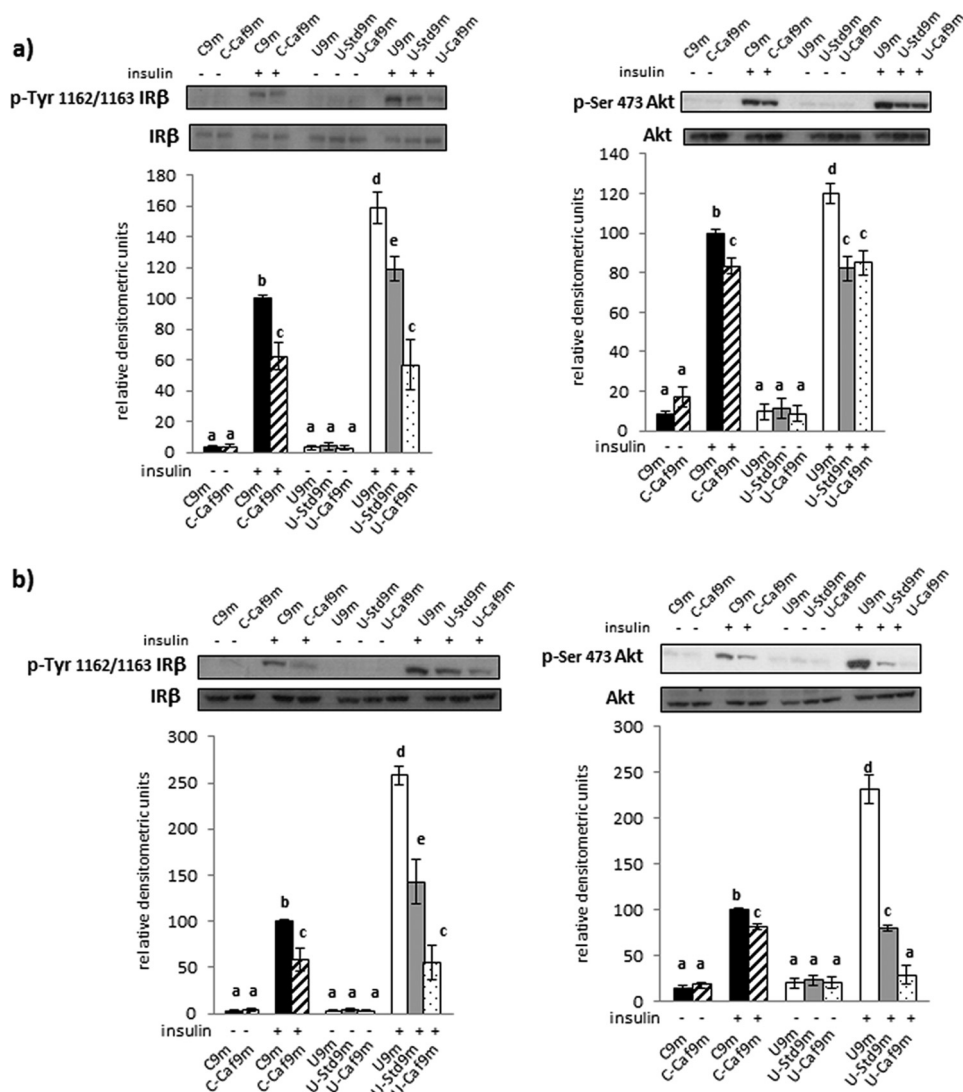 a)
C9m C-Caf9m C9m C-Caf9m U9m U-Std9m U-Caf9m U9m U-Std9m U-Caf9m
insulin - - + + - - - + + +
p-Tyr 1162/1163 IRβ
IRβ
relative densitometric units
180
160
140
120
100
80
60
40
20
0
a a b c a a a d e c
insulin - - + + - - - + + +
C9m C-Caf9m C9m C-Caf9m U9m U-Std9m U-Caf9m U9m U-Std9m U-Caf9m
C9m C-Caf9m C9m C-Caf9m U9m U-Std9m U-Caf9m U9m U-Std9m U-Caf9m
insulin - - + + - - - + + +
p-Ser 473 Akt
Akt
relative densitometric units
140
120
100
80
60
40
20
0
a a b c a a a d c c
insulin - - + + - - - + + +
C9m C-Caf9m C9m C-Caf9m U9m U-Std9m U-Caf9m U9m U-Std9m U-Caf9m
b)
C9m C-Caf9m C9m C-Caf9m U9m U-Std9m U-Caf9m U9m U-Std9m U-Caf9m
insulin - - + + - - - + + +
p-Tyr 1162/1163 IRβ
IRβ
relative densitometric units
300
250
200
150
100
50
0
a a b c a a a d e c
insulin - - + + - - - + + +
C9m C-Caf9m C9m C-Caf9m U9m U-Std9m U-Caf9m U9m U-Std9m U-Caf9m
C9m C-Caf9m C9m C-Caf9m U9m U-Std9m U-Caf9m U9m U-Std9m U-Caf9m
insulin - - + + - - - + + +
p-Ser 473 Akt
Akt
relative densitometric units
300
250
200
150
100
50
0
a a b c a a a d c a
insulin - - + + - - - + + +
C9m C-Caf9m C9m C-Caf9m U9m U-Std9m U-Caf9m U9m U-Std9m U-Caf9m